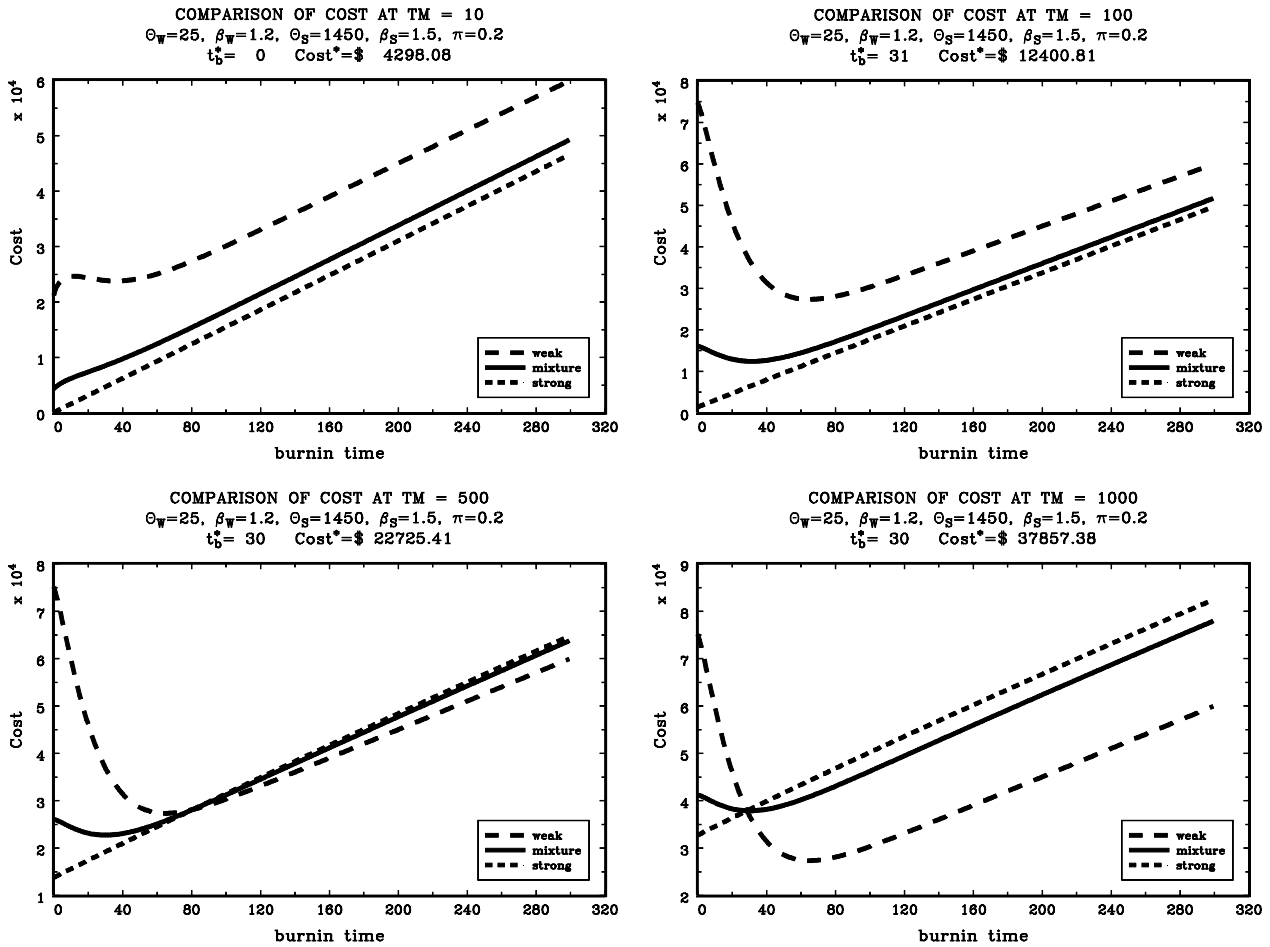 COMPARISON OF COST AT TM = 10
Θ_W=25, β_W=1.2, Θ_S=1450, β_S=1.5, π=0.2
t_b^*= 0 Cost*=$ 4298.08
x 10^4
6
5
4
3
2
1
0
Cost
0 40 80 120 160 200 240 280 320
burnin time
weak
mixture
strong
COMPARISON OF COST AT TM = 100
Θ_W=25, β_W=1.2, Θ_S=1450, β_S=1.5, π=0.2
t_b^*= 31 Cost*=$ 12400.81
x 10^4
8
7
6
5
4
3
2
1
0
Cost
0 40 80 120 160 200 240 280 320
burnin time
weak
mixture
strong
COMPARISON OF COST AT TM = 500
Θ_W=25, β_W=1.2, Θ_S=1450, β_S=1.5, π=0.2
t_b^*= 30 Cost*=$ 22725.41
x 10^4
8
7
6
5
4
3
2
1
Cost
0 40 80 120 160 200 240 280 320
burnin time
weak
mixture
strong
COMPARISON OF COST AT TM = 1000
Θ_W=25, β_W=1.2, Θ_S=1450, β_S=1.5, π=0.2
t_b^*= 30 Cost*=$ 37857.38
x 10^4
9
8
7
6
5
4
3
2
Cost
0 40 80 120 160 200 240 280 320
burnin time
weak
mixture
strong